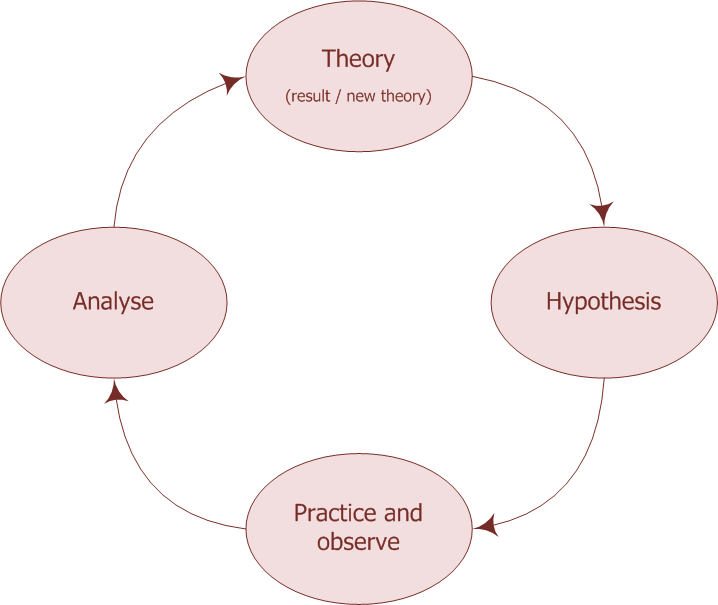 Theory
(result / new theory)
Hypothesis
Practice and
observe
Analyse